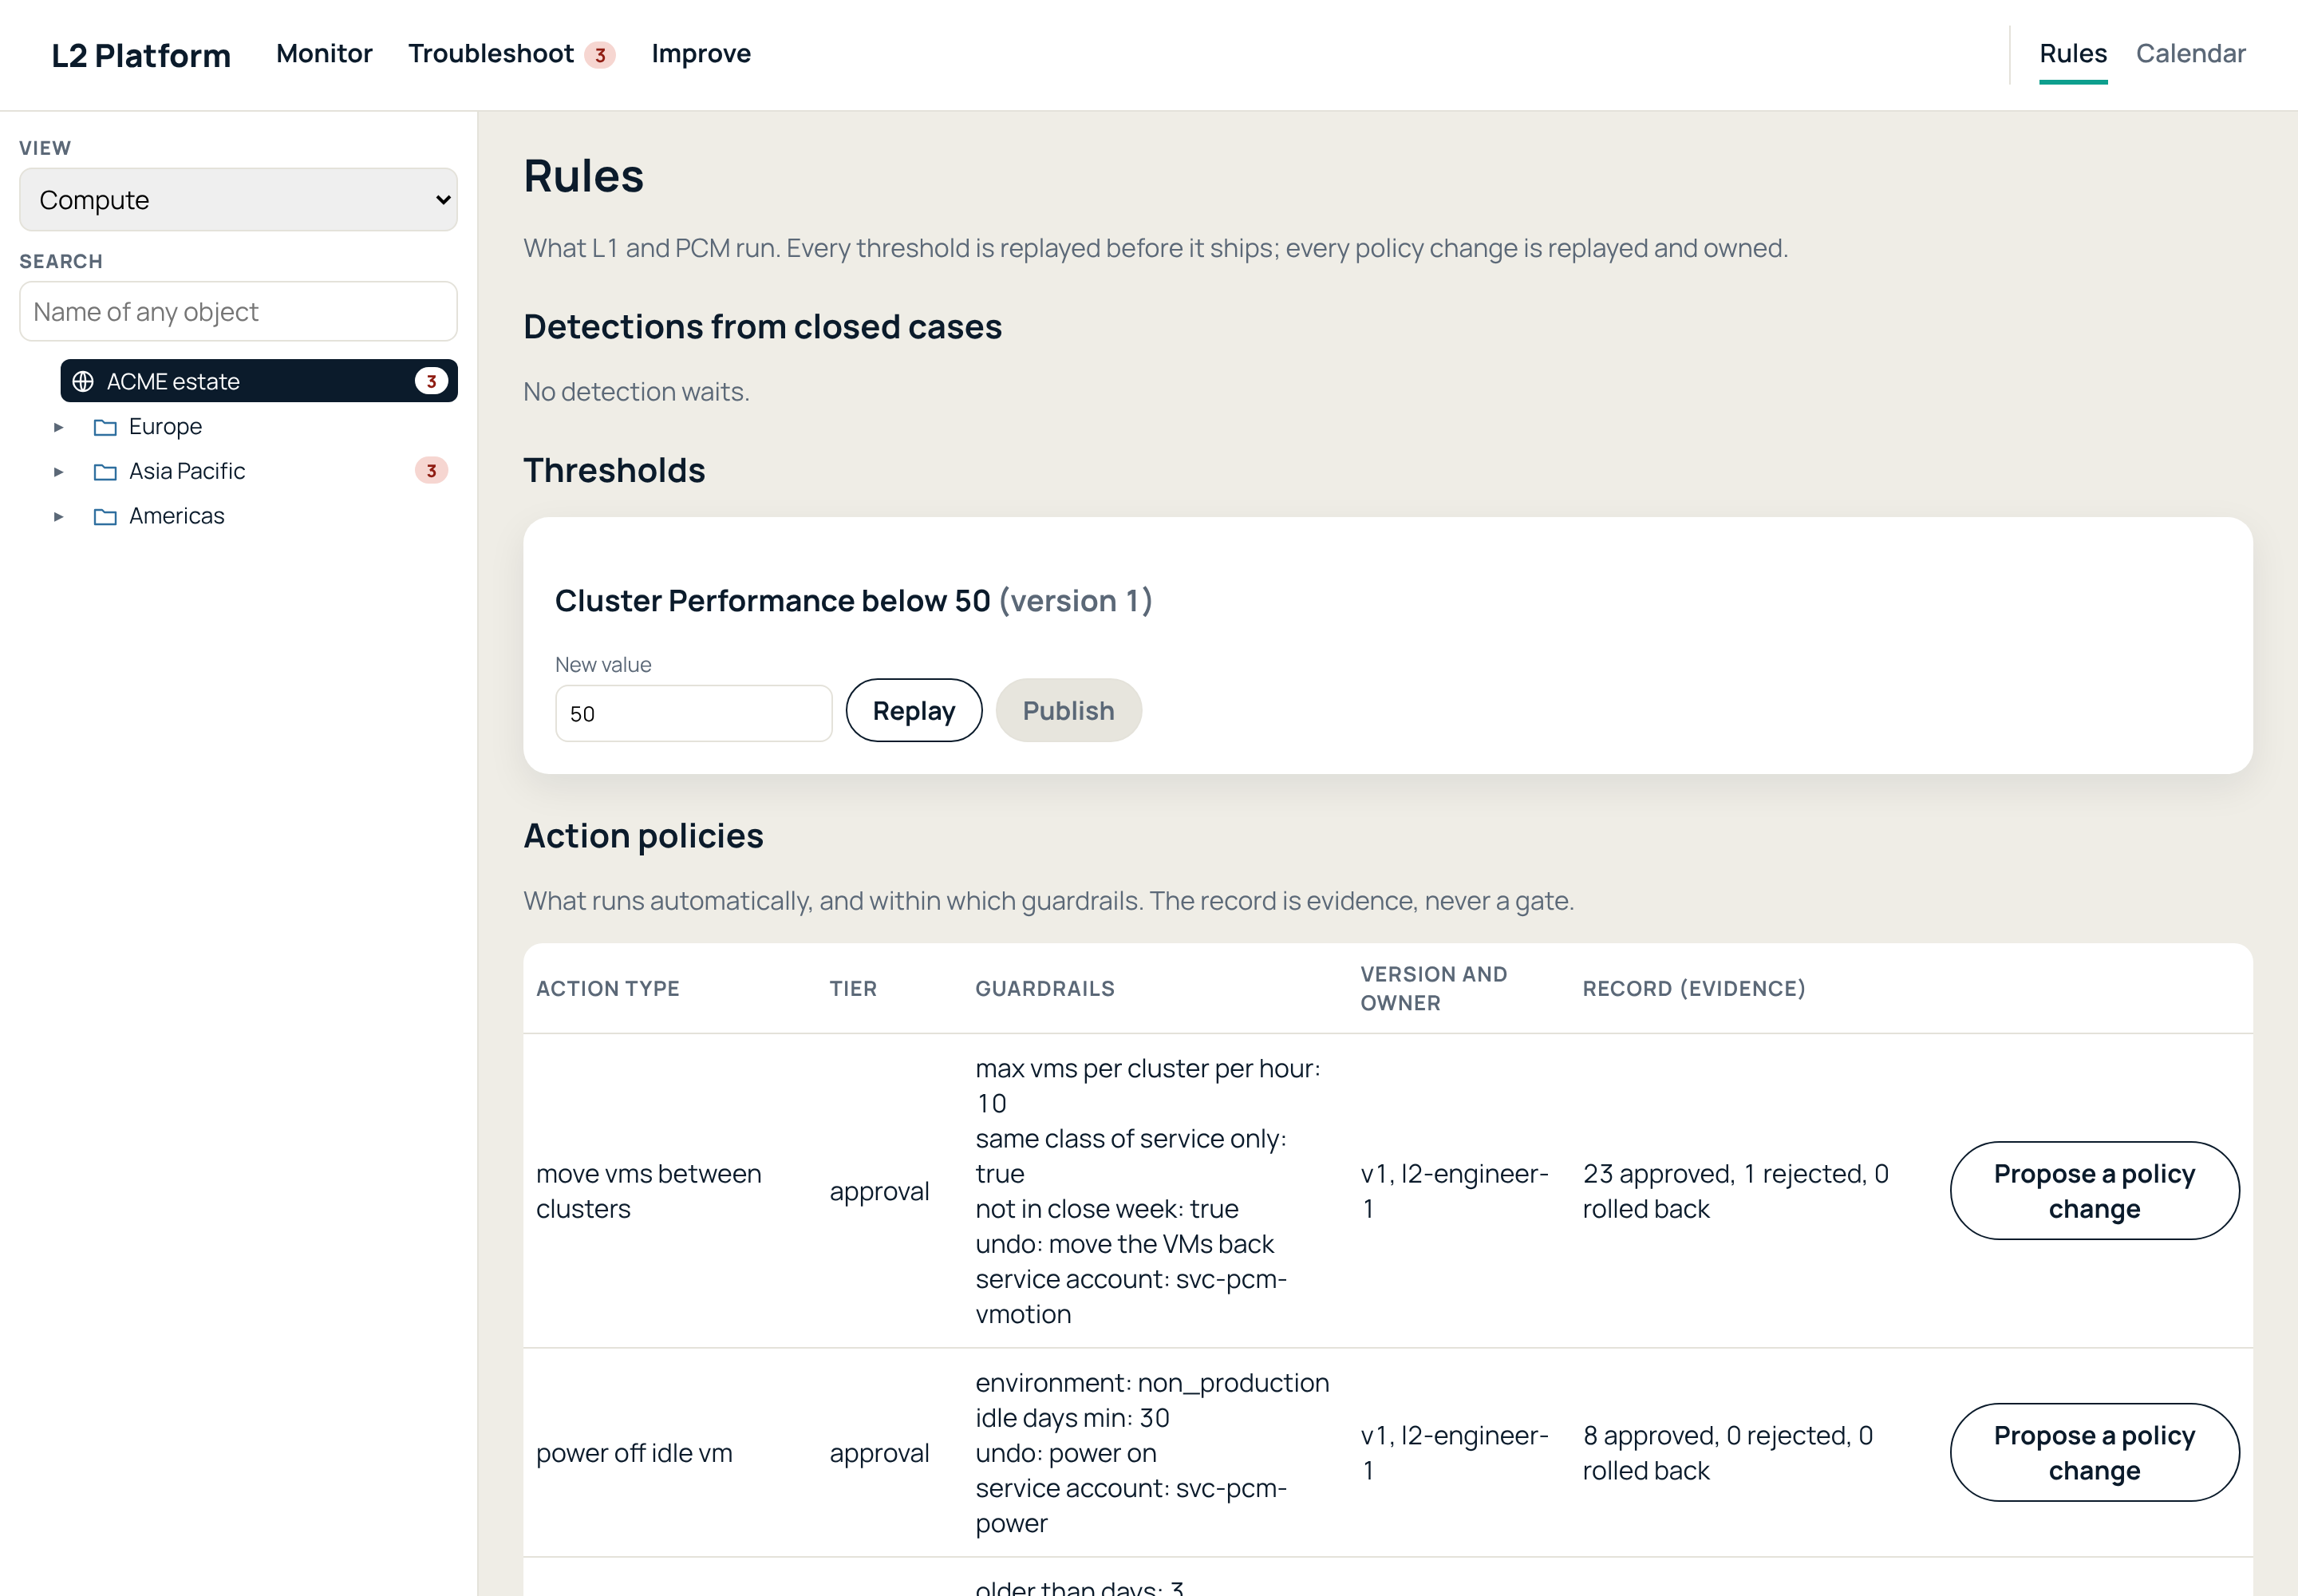 L2 Platform
Monitor
Troubleshoot 3
Improve
Rules
Calendar
VIEW
Compute
SEARCH
Name of any object
ACME estate 3
Europe
Asia Pacific 3
Americas
Rules
What L1 and PCM run. Every threshold is replayed before it ships; every policy change is replayed and owned.
Detections from closed cases
No detection waits.
Thresholds
Cluster Performance below 50 (version 1)
New value
50
Replay
Publish
Action policies
What runs automatically, and within which guardrails. The record is evidence, never a gate.
ACTION TYPE
TIER
GUARDRAILS
VERSION AND
OWNER
RECORD (EVIDENCE)
move vms between
clusters
approval
max vms per cluster per hour:
10
same class of service only:
true
not in close week: true
undo: move the VMs back
service account: svc-pcm-
vmotion
v1, l2-engineer-
1
23 approved, 1 rejected, 0
rolled back
Propose a policy
change
power off idle vm
approval
environment: non_production
idle days min: 30
undo: power on
service account: svc-pcm-
power
v1, l2-engineer-
1
8 approved, 0 rejected, 0
rolled back
Propose a policy
change
older than days: 3